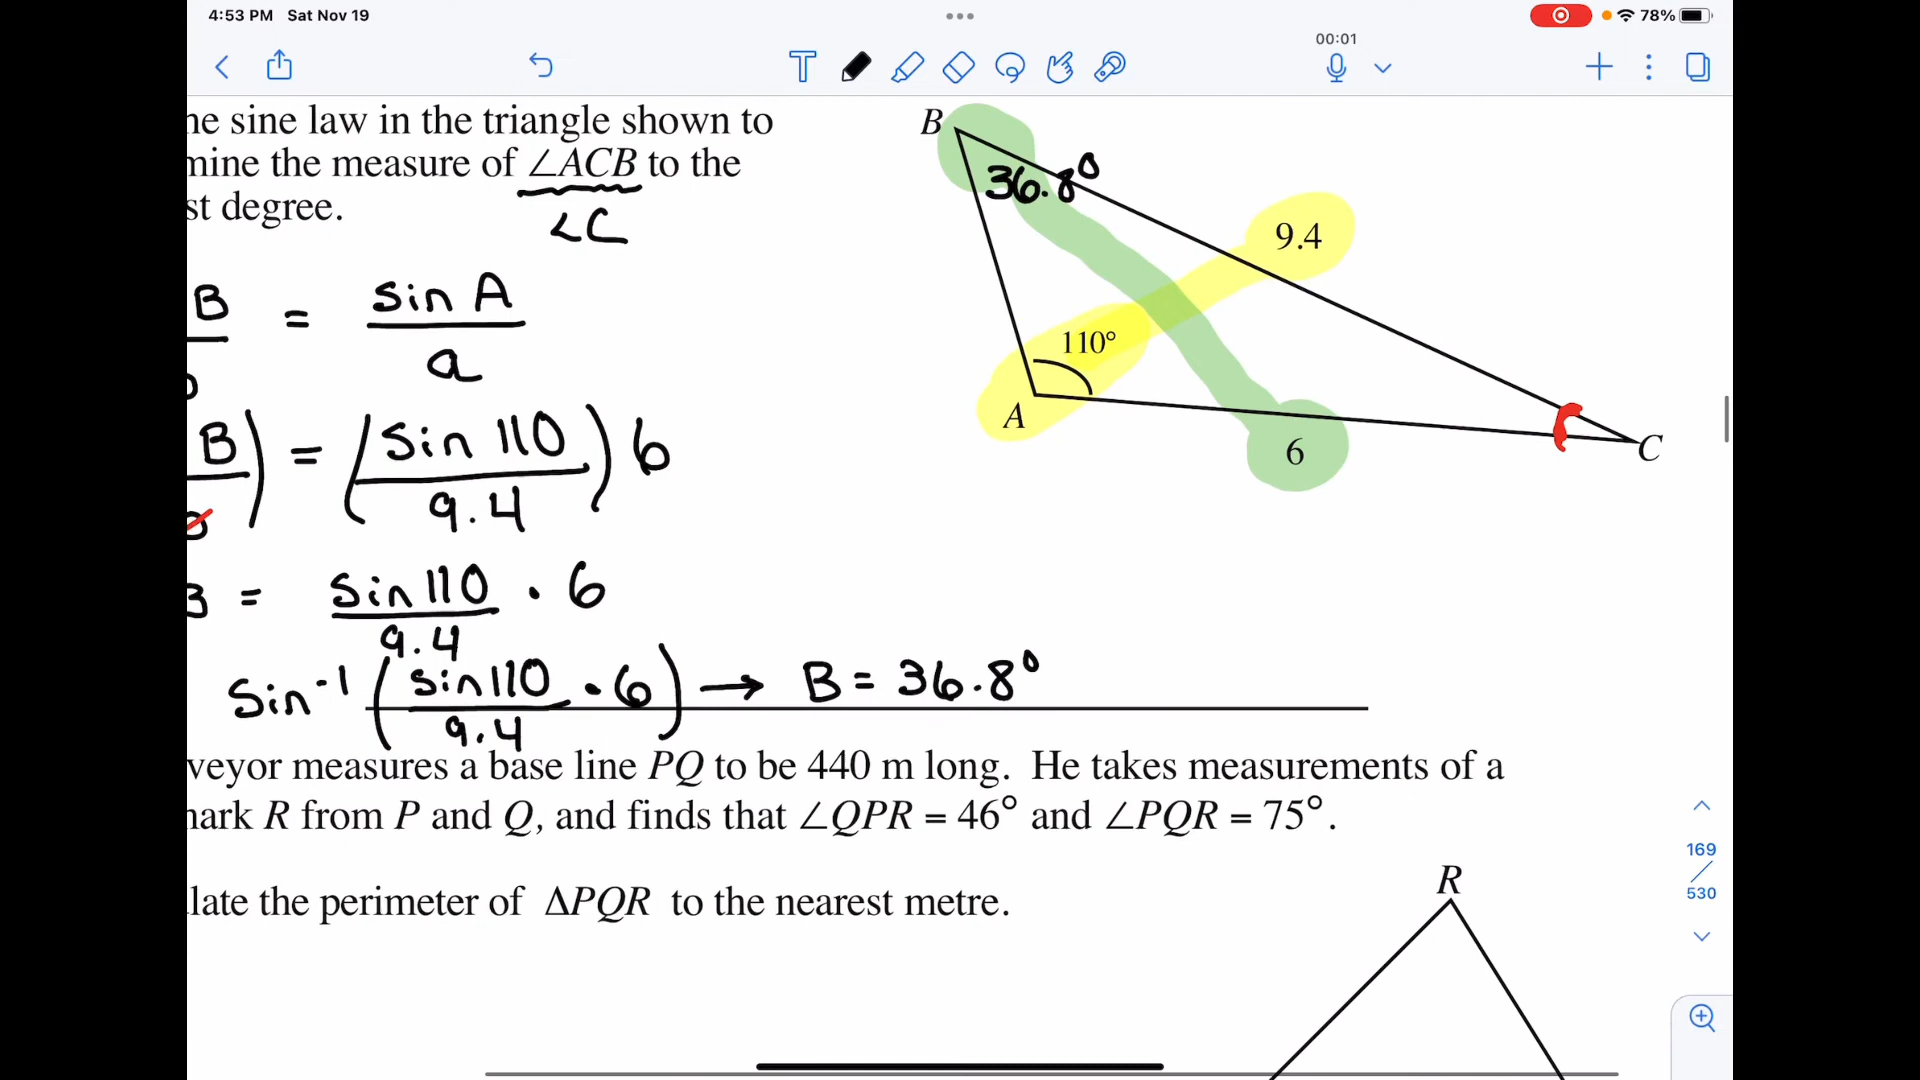 4:53 PM Sat Nov 19
78%
00:01
ne sine law in the triangle shown to
mine the measure of ∠ACB to the
st degree.
∠C
B = sin A
a
B) = (sin 110) 6
9.4
B = sin 110 · 6
9.4
sin⁻¹ (sin 110 · 6) → B = 36.8°
9.4
B
36.8°
9.4
110°
A
6
C
veyor measures a base line PQ to be 440 m long. He takes measurements of a
nark R from P and Q, and finds that ∠QPR = 46° and ∠PQR = 75°.
late the perimeter of ΔPQR to the nearest metre.
R
169
530